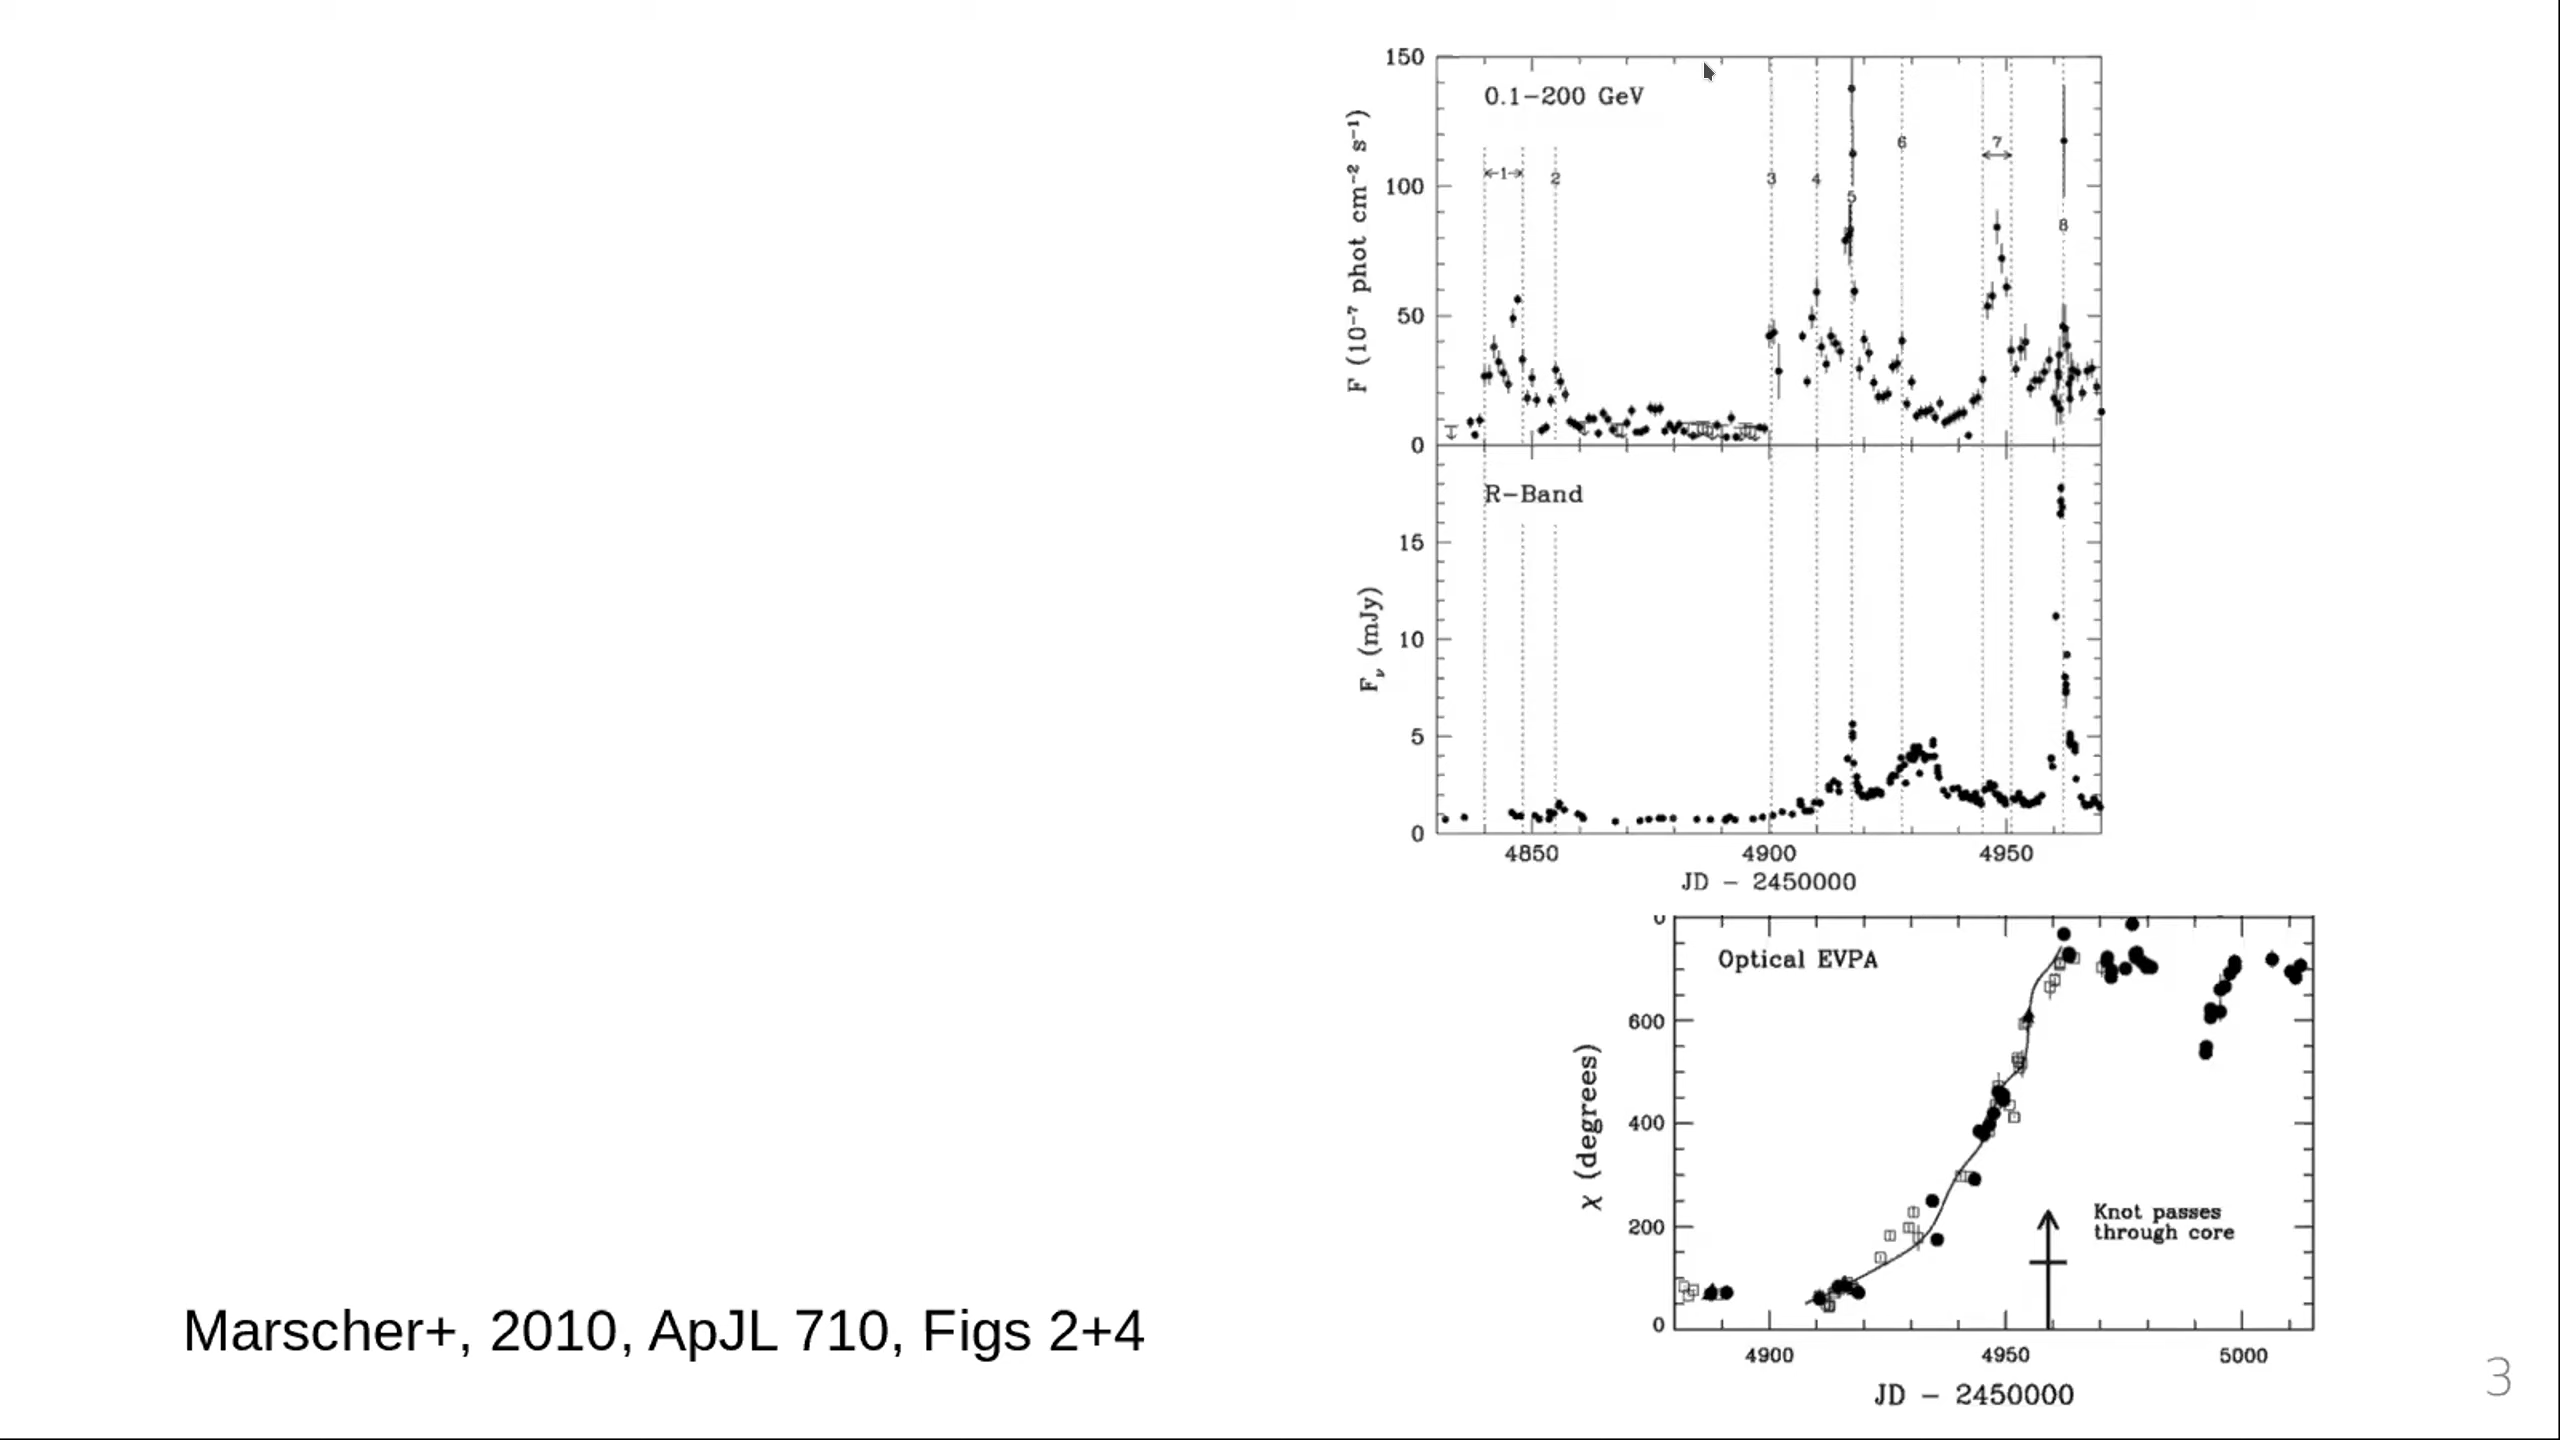 150
0.1−200 GeV
F (10⁻⁷ phot cm⁻² s⁻¹)
6
7
1
2
3
4
100
5
8
50
0
R−Band
15
F_ν (mJy)
10
5
0
4850
4900
4950
JD − 2450000
Optical EVPA
600
χ (degrees)
400
Knot passes
through core
200
0
4900
4950
5000
JD − 2450000
Marscher+, 2010, ApJL 710, Figs 2+4
3